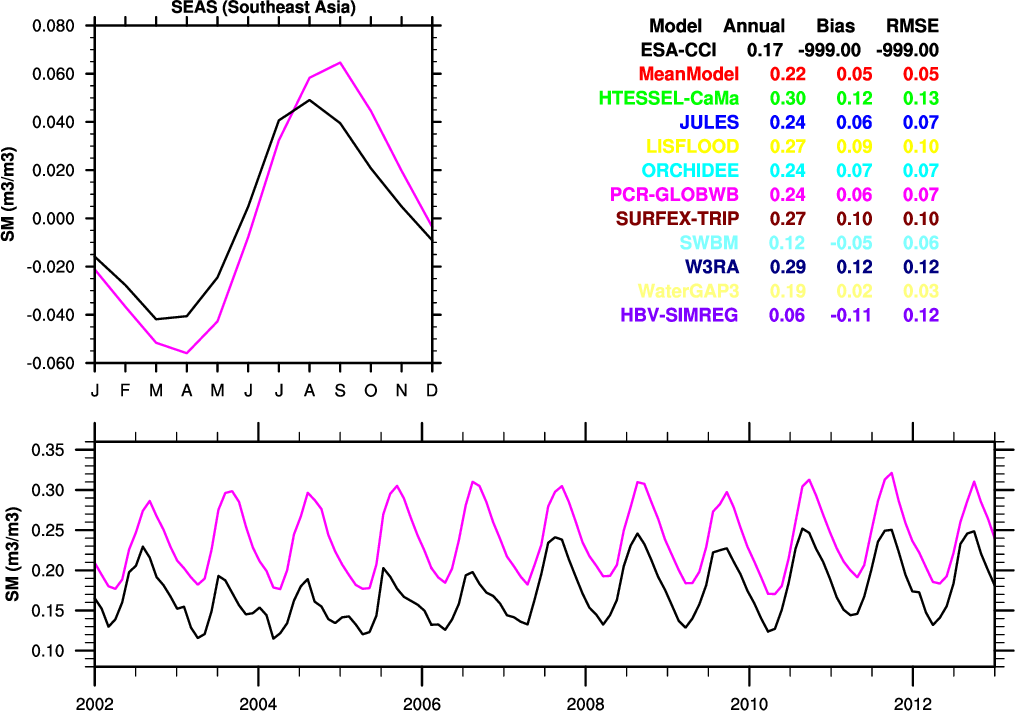 SEAS (Southeast Asia)
0.080
0.060
0.040
0.020
0.000
-0.020
-0.040
-0.060
SM (m3/m3)
J F M A M J J A S O N D
Model Annual Bias RMSE
ESA-CCI 0.17 -999.00 -999.00
MeanModel 0.22 0.05 0.05
HTESSEL-CaMa 0.30 0.12 0.13
JULES 0.24 0.06 0.07
LISFLOOD 0.27 0.09 0.10
ORCHIDEE 0.24 0.07 0.07
PCR-GLOBWB 0.24 0.06 0.07
SURFEX-TRIP 0.27 0.10 0.10
SWBM 0.12 -0.05 0.06
W3RA 0.29 0.12 0.12
WaterGAP3 0.19 0.02 0.03
HBV-SIMREG 0.06 -0.11 0.12
0.35
0.30
0.25
0.20
0.15
0.10
SM (m3/m3)
2002 2004 2006 2008 2010 2012